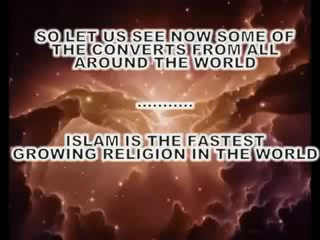 SO LET US SEE NOW SOME OF
THE CONVERTS FROM ALL
AROUND THE WORLD
...........
ISLAM IS THE FASTEST
GROWING RELIGION IN THE WORLD